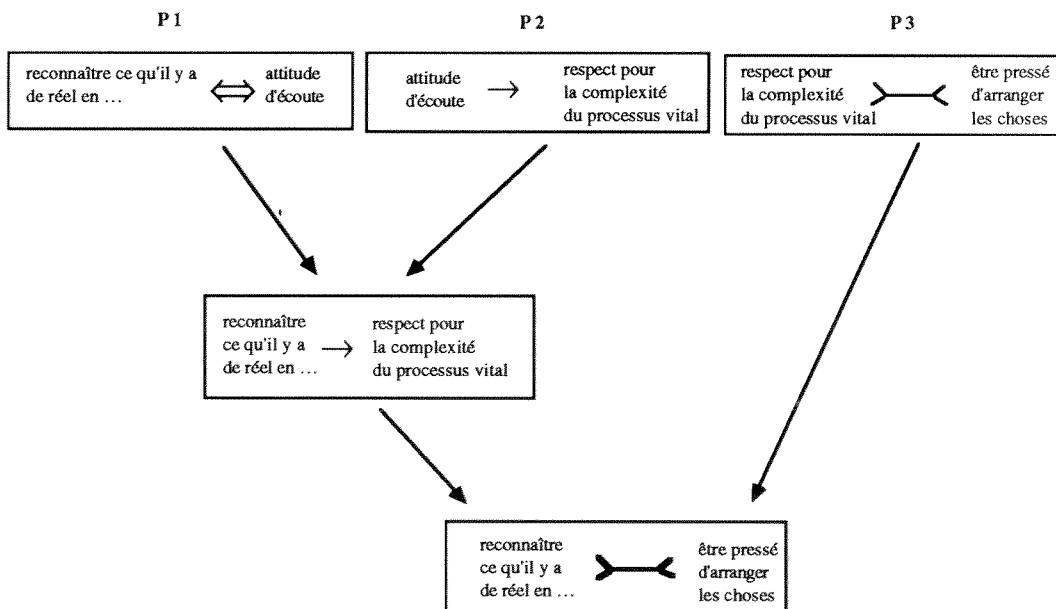 P 1
P 2
P 3
reconnaître ce qu'il y a
de réel en …
attitude
d'écoute
attitude
d'écoute
respect pour
la complexité
du processus vital
respect pour
la complexité
du processus vital
être pressé
d'arranger
les choses
reconnaître
ce qu'il y a
de réel en …
respect pour
la complexité
du processus vital
reconnaître
ce qu'il y a
de réel en …
être pressé
d'arranger
les choses